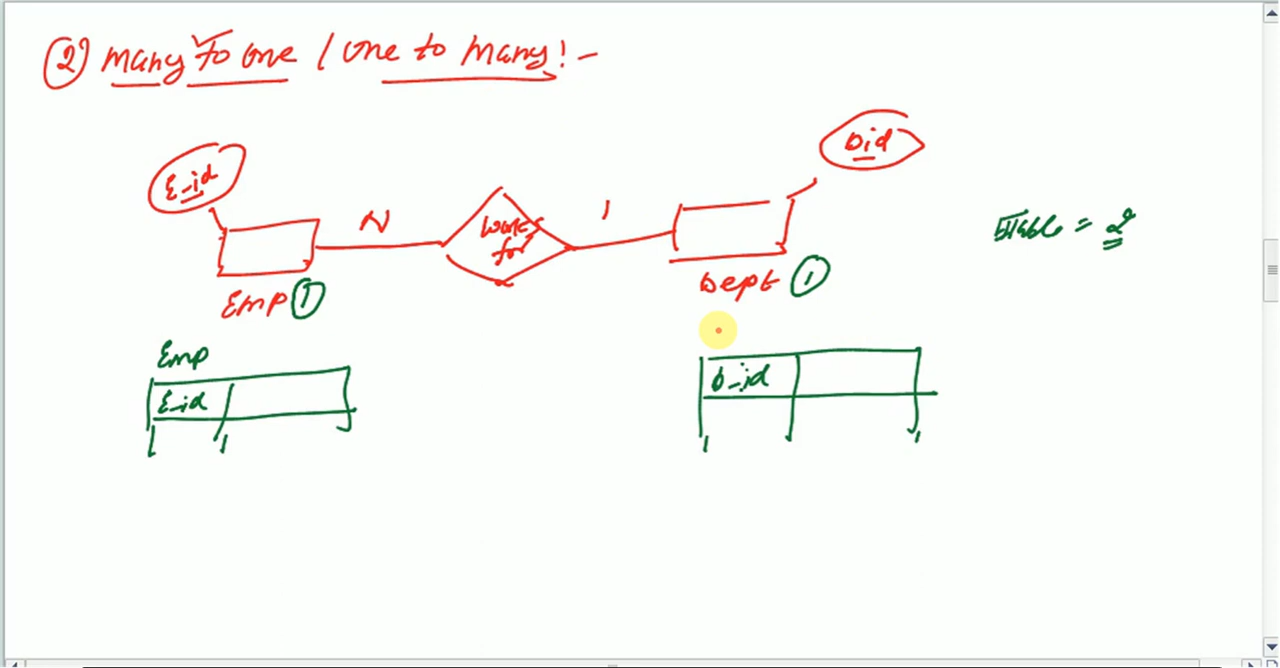 ② Many To one / one to Many! –
E-id
Did
N
Works for
1
Emp ①
Dept ①
Table = 2
Emp
E-id
D-id